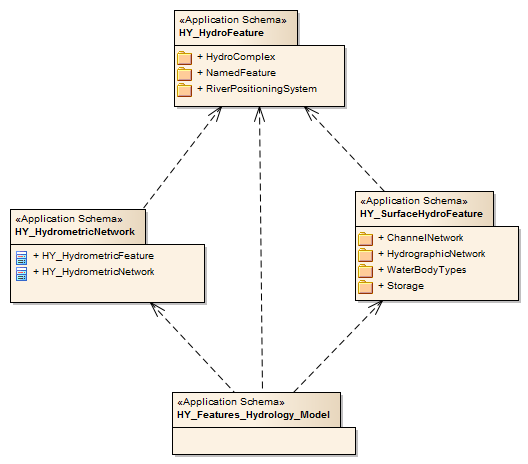 «Application Schema»
HY_HydroFeature
+ HydroComplex
+ NamedFeature
+ RiverPositioningSystem
«Application Schema»
HY_HydrometricNetwork
+ HY_HydrometricFeature
+ HY_HydrometricNetwork
«Application Schema»
HY_SurfaceHydroFeature
+ ChannelNetwork
+ HydrographicNetwork
+ WaterBodyTypes
+ Storage
«Application Schema»
HY_Features_Hydrology_Model